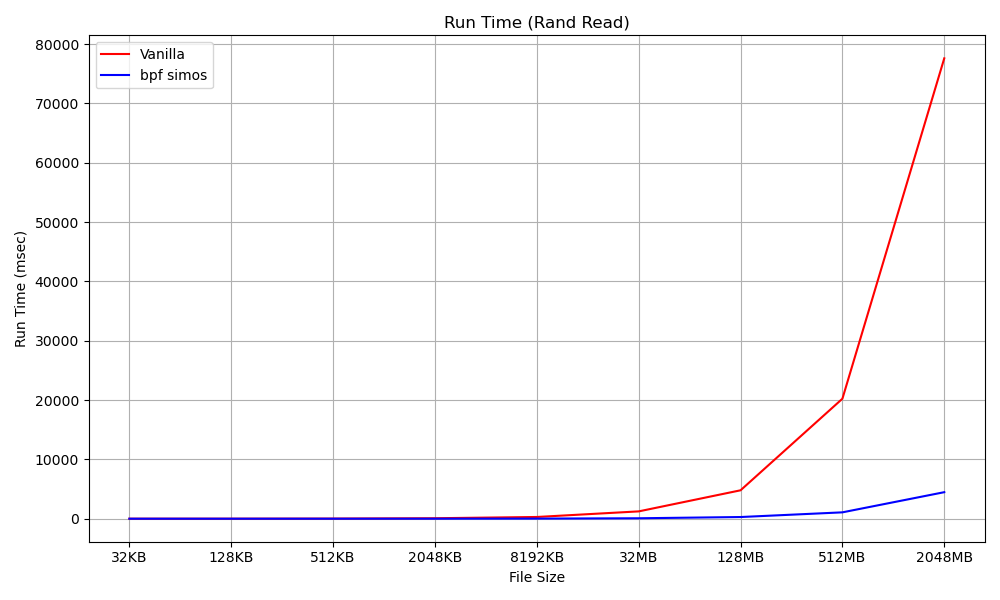 Run Time (Rand Read)
Vanilla
bpf simos
80000
70000
60000
50000
40000
30000
20000
10000
0
Run Time (msec)
32KB 128KB 512KB 2048KB 8192KB 32MB 128MB 512MB 2048MB
File Size